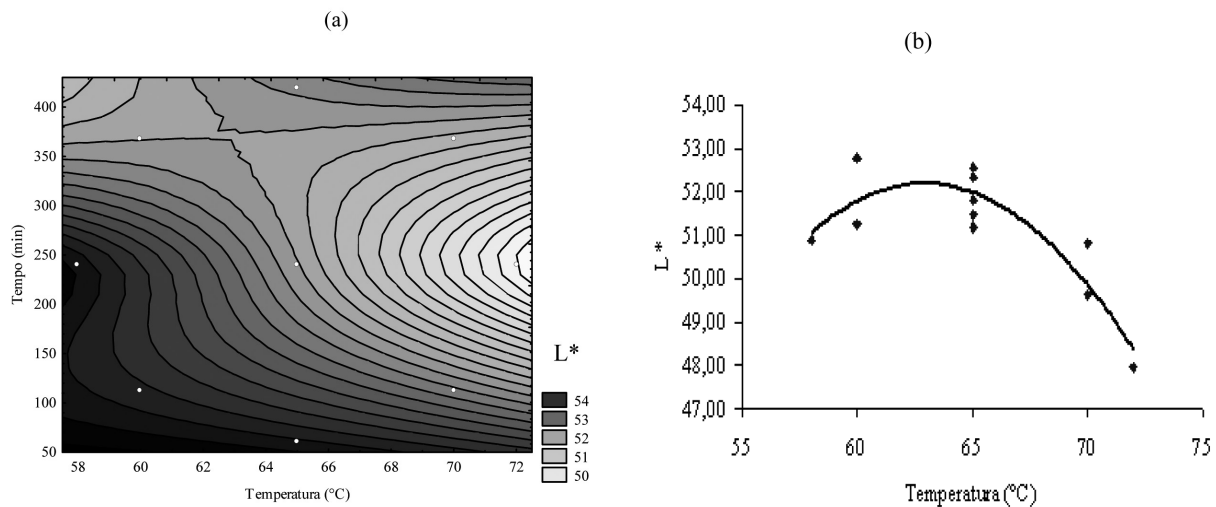 (a)
400
350
300
250
200
150
100
50
Tempo (min)
58 60 62 64 66 68 70 72
Temperatura (°C)
L*
54
53
52
51
50
(b)
54,00
53,00
52,00
51,00
50,00
49,00
48,00
47,00
L*
55 60 65 70 75
Temperatura (°C)